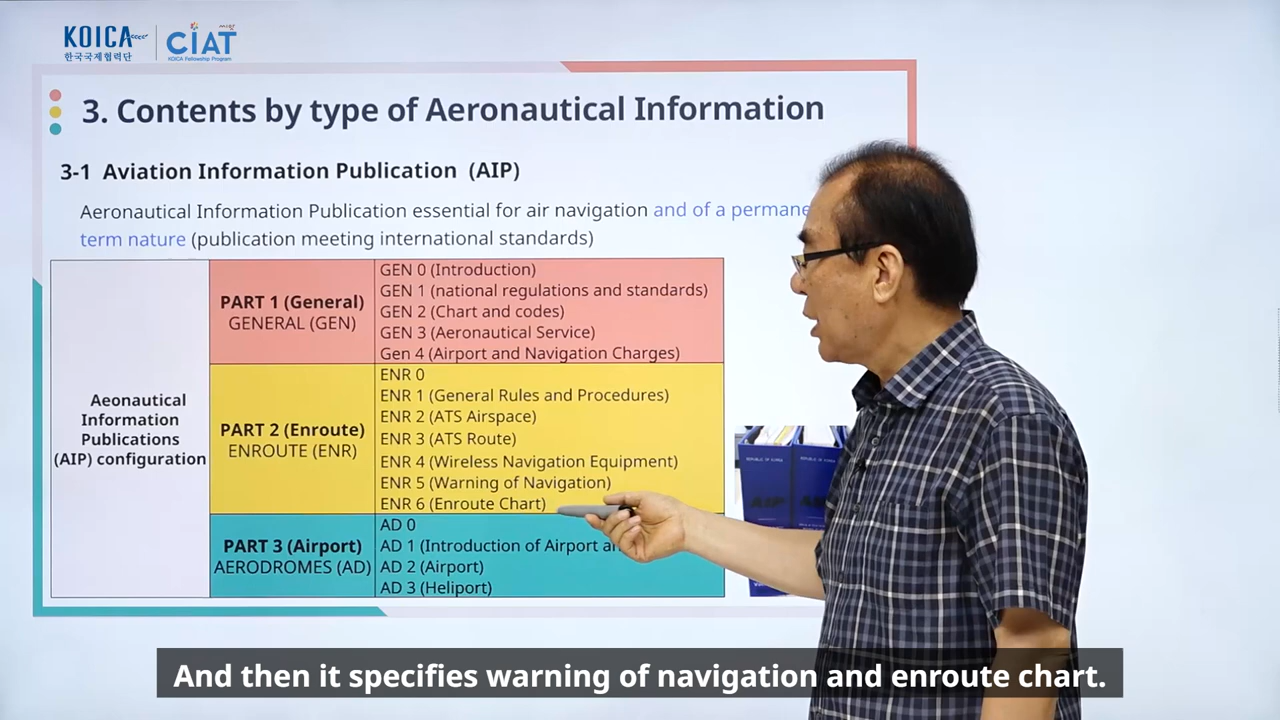 KOICA
한국국제협력단
CIAT
KOICA Fellowship Program
3. Contents by type of Aeronautical Information
3-1 Aviation Information Publication (AIP)
Aeronautical Information Publication essential for air navigation and of a permane
term nature (publication meeting international standards)
Aeonautical
Information
Publications
(AIP) configuration
PART 1 (General)
GENERAL (GEN)
GEN 0 (Introduction)
GEN 1 (national regulations and standards)
GEN 2 (Chart and codes)
GEN 3 (Aeronautical Service)
Gen 4 (Airport and Navigation Charges)
PART 2 (Enroute)
ENROUTE (ENR)
ENR 0
ENR 1 (General Rules and Procedures)
ENR 2 (ATS Airspace)
ENR 3 (ATS Route)
ENR 4 (Wireless Navigation Equipment)
ENR 5 (Warning of Navigation)
ENR 6 (Enroute Chart)
PART 3 (Airport)
AERODROMES (AD)
AD 0
AD 1 (Introduction of Airport an
AD 2 (Airport)
AD 3 (Heliport)
REPUBLIC OF KOREA
REPUBLIC OF KOREA
AIP
And then it specifies warning of navigation and enroute chart.